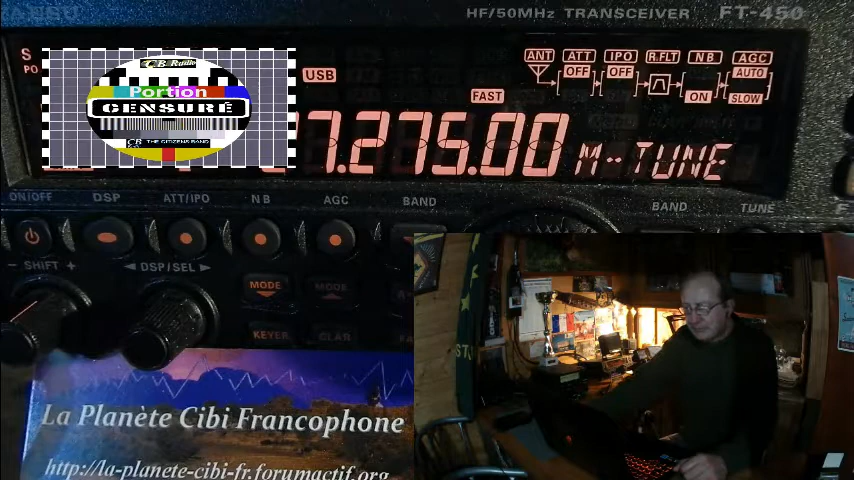 AESU
HF/50MHz TRANSCEIVER FT-450
S
PO
USB
FAST
ANT ATT IPO R.FLT NB AGC
OFF OFF AUTO
ON SLOW
CB Radio
Portion
CENSURÉ
CB THE CITIZENS BAND
7.275.00 M-TUNE
ON/OFF DSP ATT/IPO NB AGC BAND BAND TUNE
- SHIFT + ◄ DSP/SEL ► MODE MODE
KEYER CLAR
La Planète Cibi Francophone
http://la-planete-cibi-fr.forumactif.org